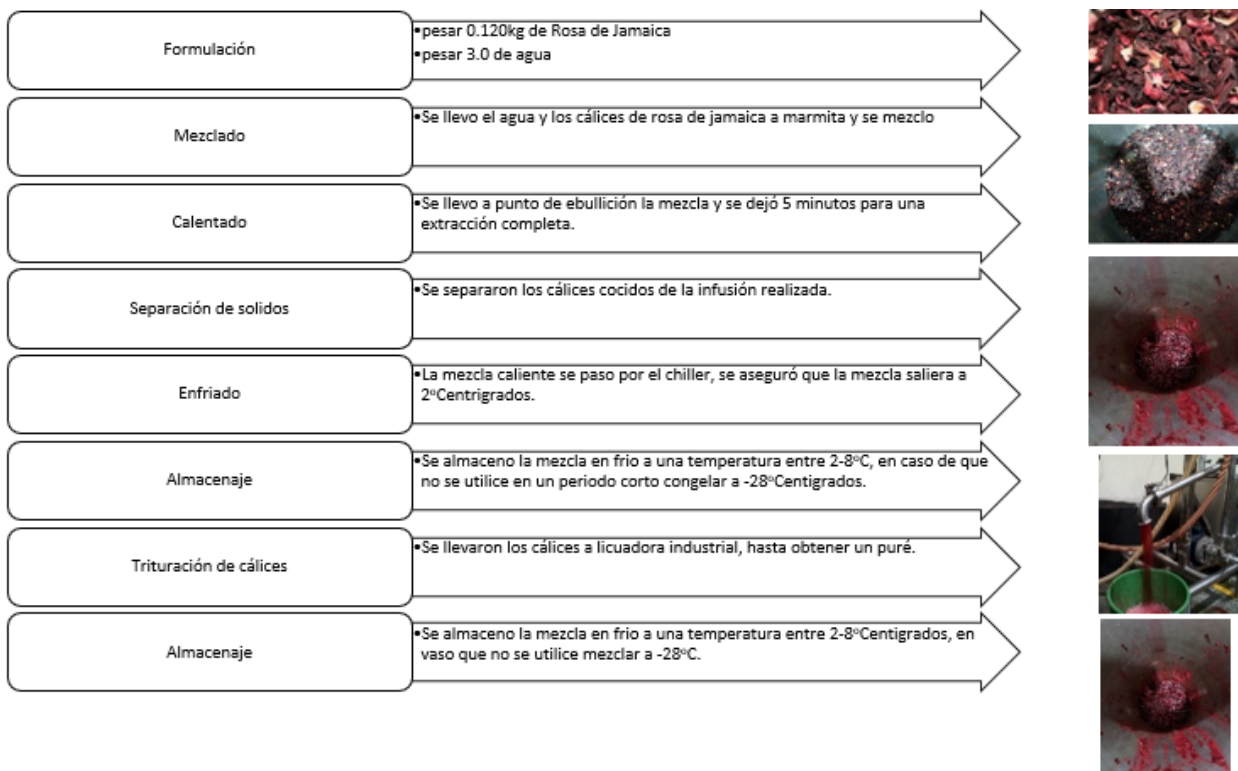 Formulación
•pesar 0.120kg de Rosa de Jamaica
•pesar 3.0 de agua
Mezclado
•Se llevo el agua y los cálices de rosa de jamaica a marmita y se mezclo
Calentado
•Se llevo a punto de ebullición la mezcla y se dejó 5 minutos para una
extracción completa.
Separación de solidos
•Se separaron los cálices cocidos de la infusión realizada.
Enfriado
•La mezcla caliente se paso por el chiller, se aseguró que la mezcla saliera a
2ºCentrigrados.
Almacenaje
•Se almaceno la mezcla en frio a una temperatura entre 2-8ºC, en caso de que
no se utilice en un periodo corto congelar a -28ºCentigrados.
Trituración de cálices
•Se llevaron los cálices a licuadora industrial, hasta obtener un puré.
Almacenaje
•Se almaceno la mezcla en frio a una temperatura entre 2-8ºCentigrados, en
vaso que no se utilice mezclar a -28ºC.